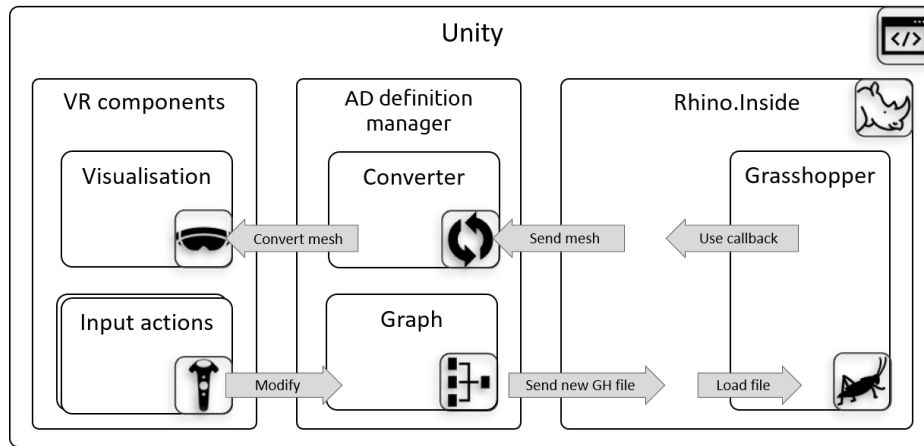 Unity
</>
VR components
AD definition
manager
Rhino.Inside
Visualisation
Converter
Grasshopper
Convert mesh
Send mesh
Use callback
Input actions
Graph
Modify
Send new GH file
Load file